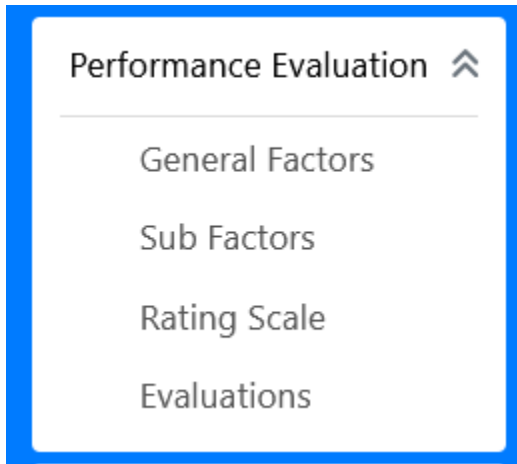 Performance Evaluation
General Factors
Sub Factors
Rating Scale
Evaluations